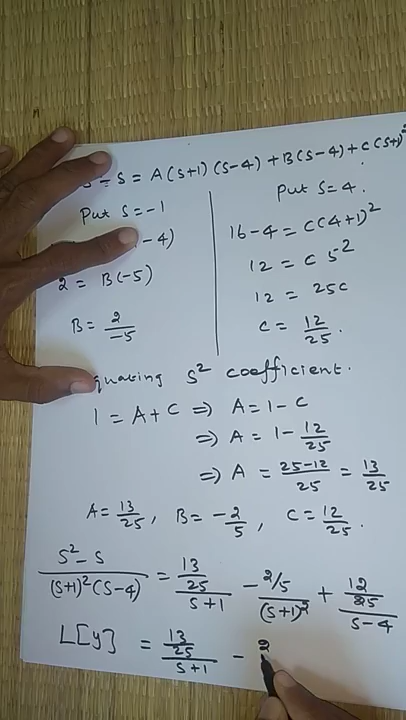 - S = A(S+1)(S-4) + B(S-4) + C(S+1)²
Put S=-1
-4)
2 = B(-5)
B = 2/-5
Put S=4.
16-4 = C(4+1)²
12 = C 5²
12 = 25C
C = 12/25.
quating S² coefficient.
1 = A+C ⇒ A = 1-C
⇒ A = 1 - 12/25
⇒ A = 25-12/25 = 13/25
A = 13/25, B = -2/5, C = 12/25.
S²-S/(S+1)²(S-4) = 13/25/S+1 - 2/5/(S+1)² + 12/25/S-4
L[y] = 13/25/S+1 - 2